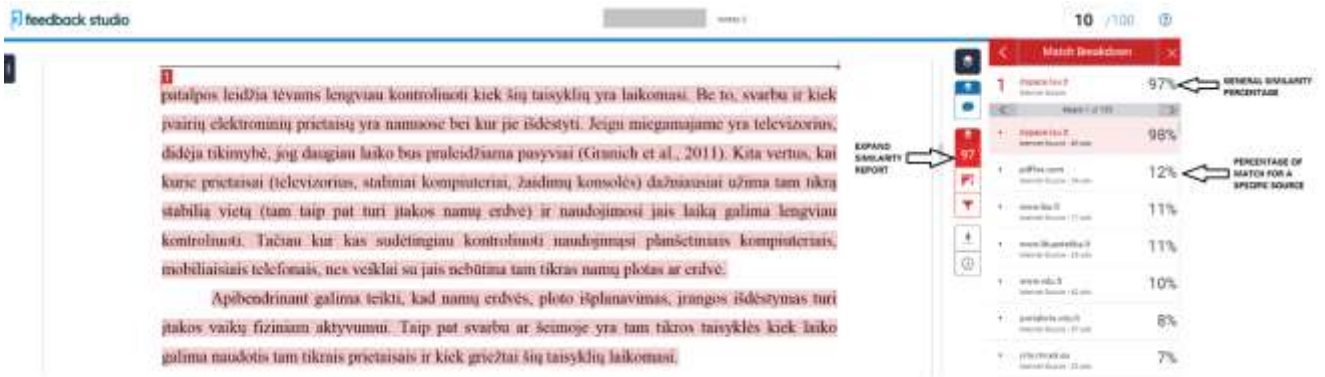 feedback studio
10 /100
Match Breakdown
1
97%
GENERAL SIMILARITY
PERCENTAGE
patalpos leidžia tėvams lengviau kontroliuoti kiek šių taisyklių yra laikomasi. Be to, svarbu ir kiek
įvairių elektroninių prietaisų yra namuose bei kur jie išdėstyti. Jeigu miegamajame yra televizorius,
didėja tikimybė, jog daugiau laiko bus praleidžiama pasyviai (Granich et al., 2011). Kita vertus, kai
kurie prietaisai (televizorius, staliniai kompiuteriai, žaidimų konsolės) dažniausiai užima tam tikrą
stabilią vietą (tam taip pat turi įtakos namų erdvė) ir naudojimosi jais laiką galima lengviau
kontroliuoti. Tačiau kur kas sudėtingiau kontroliuoti naudojimąsi planšetiniais kompiuteriais,
mobiliaisiais telefonais, nes veiklai su jais nebūtina tam tikras namų plotas ar erdvė.
Apibendrinant galima teikti, kad namų erdvės, ploto išplanavimas, įrangos išdėstymas turi
įtakos vaikų fiziniam aktyvumui. Taip pat svarbu ar šeimoje yra tam tikros taisyklės kiek laiko
galima naudotis tam tikrais prietaisais ir kiek griežtai šių taisyklių laikomasi.
EXPAND
SIMILARITY
REPORT
97
1
98%
12%
PERCENTAGE OF
MATCH FOR A
SPECIFIC SOURCE
11%
11%
10%
8%
7%